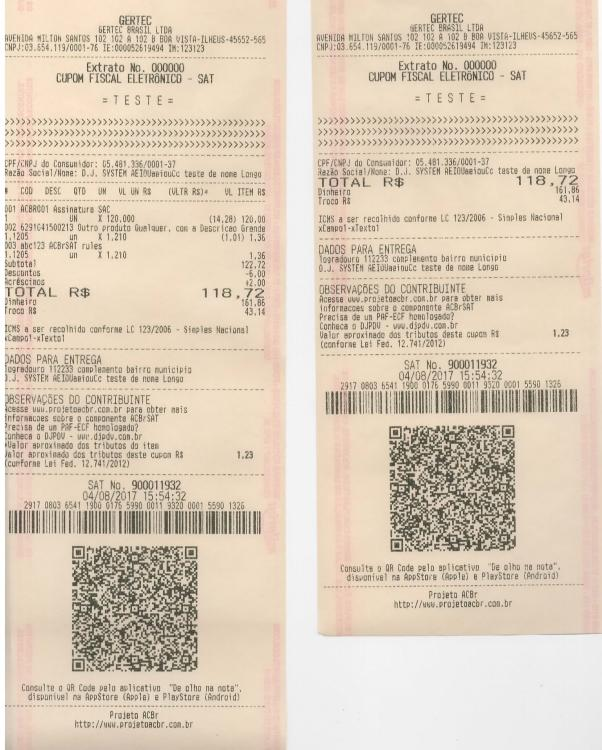 GERTEC
GERTEC BRASIL LTDA
AVENIDA MILTON SANTOS 102 102 A 102 B BOA VISTA-ILHEUS-45652-565
CNPJ:03.654.119/0001-76 IE:000052619494 IM:123123
Extrato No. 000000
CUPOM FISCAL ELETRÔNICO - SAT
= T E S T E =
>>>>>>>>>>>>>>>>>>>>>>>>>>>>>>>>>>>>>>>>>>>>>>>>>>>>>>>>>>>>>>>>
>>>>>>>>>>>>>>>>>>>>>>>>>>>>>>>>>>>>>>>>>>>>>>>>>>>>>>>>>>>>>>>>
>>>>>>>>>>>>>>>>>>>>>>>>>>>>>>>>>>>>>>>>>>>>>>>>>>>>>>>>>>>>>>>>
CPF/CNPJ do Consumidor: 05.481.336/0001-37
Razão Social/Nome: D.J. SYSTEM ÁÉÍÓÚáéíóúÇç teste de nome Longo
# COD DESC QTD UN VL UN R$ (VLTR R$)* VL ITEM R$
001 ACBR001 Assinatura SAC
1 UN X 120,000 (14,28) 120,00
002 6291041500213 Outro produto Qualquer, com a Descricao Grande
1,1205 un X 1,210 (1,01) 1,36
003 abc123 ACBrSAT rules
1,1205 un X 1,210 1,36
Subtotal 122,72
Descontos -6,00
Acréscimos +2,00
TOTAL R$ 118,72
Dinheiro 161,86
Troco R$ 43,14
ICMS a ser recolhido conforme LC 123/2006 - Simples Nacional
xCampo1-xTexto1
DADOS PARA ENTREGA
logradouro 112233 complemento bairro municipio
D.J. SYSTEM ÁÉÍÓÚáéíóúÇç teste de nome Longo
OBSERVAÇÕES DO CONTRIBUINTE
Acesse www.projetoacbr.com.br para obter mais
informacoes sobre o componente ACBrSAT
Precisa de um PAF-ECF homologado?
Conheca o DJPDV - www.djpdv.com.br
*Valor aproximado dos tributos do item
Valor aproximado dos tributos deste cupom R$ 1,23
(conforme Lei Fed. 12.741/2012)
SAT No. 900011932
04/08/2017 15:54:32
2917 0803 6541 1900 0176 5990 0011 9320 0001 5590 1326
Consulte o QR Code pelo aplicativo "De olho na nota",
disponivel na AppStore (Apple) e PlayStore (Android)
Projeto ACBr
http://www.projetoacbr.com.br
GERTEC
GERTEC BRASIL LTDA
AVENIDA MILTON SANTOS 102 102 A 102 B BOA VISTA-ILHEUS-45652-565
CNPJ:03.654.119/0001-76 IE:000052619494 IM:123123
Extrato No. 000000
CUPOM FISCAL ELETRÔNICO - SAT
= T E S T E =
>>>>>>>>>>>>>>>>>>>>>>>>>>>>>>>>>>>>>>>>>>>>>>>>>>>>>>>>>>>>>>>>
>>>>>>>>>>>>>>>>>>>>>>>>>>>>>>>>>>>>>>>>>>>>>>>>>>>>>>>>>>>>>>>>
>>>>>>>>>>>>>>>>>>>>>>>>>>>>>>>>>>>>>>>>>>>>>>>>>>>>>>>>>>>>>>>>
CPF/CNPJ do Consumidor: 05.481.336/0001-37
Razão Social/Nome: D.J. SYSTEM ÁÉÍÓÚáéíóúÇç teste de nome Longo
TOTAL R$ 118,72
Dinheiro 161,86
Troco R$ 43,14
ICMS a ser recolhido conforme LC 123/2006 - Simples Nacional
xCampo1-xTexto1
DADOS PARA ENTREGA
logradouro 112233 complemento bairro municipio
D.J. SYSTEM ÁÉÍÓÚáéíóúÇç teste de nome Longo
OBSERVAÇÕES DO CONTRIBUINTE
Acesse www.projetoacbr.com.br para obter mais
informacoes sobre o componente ACBrSAT
Precisa de um PAF-ECF homologado?
Conheca o DJPDV - www.djpdv.com.br
Valor aproximado dos tributos deste cupom R$ 1,23
(conforme Lei Fed. 12.741/2012)
SAT No. 900011932
04/08/2017 15:54:32
2917 0803 6541 1900 0176 5990 0011 9320 0001 5590 1326
Consulte o QR Code pelo aplicativo "De olho na nota",
disponivel na AppStore (Apple) e PlayStore (Android)
Projeto ACBr
http://www.projetoacbr.com.br